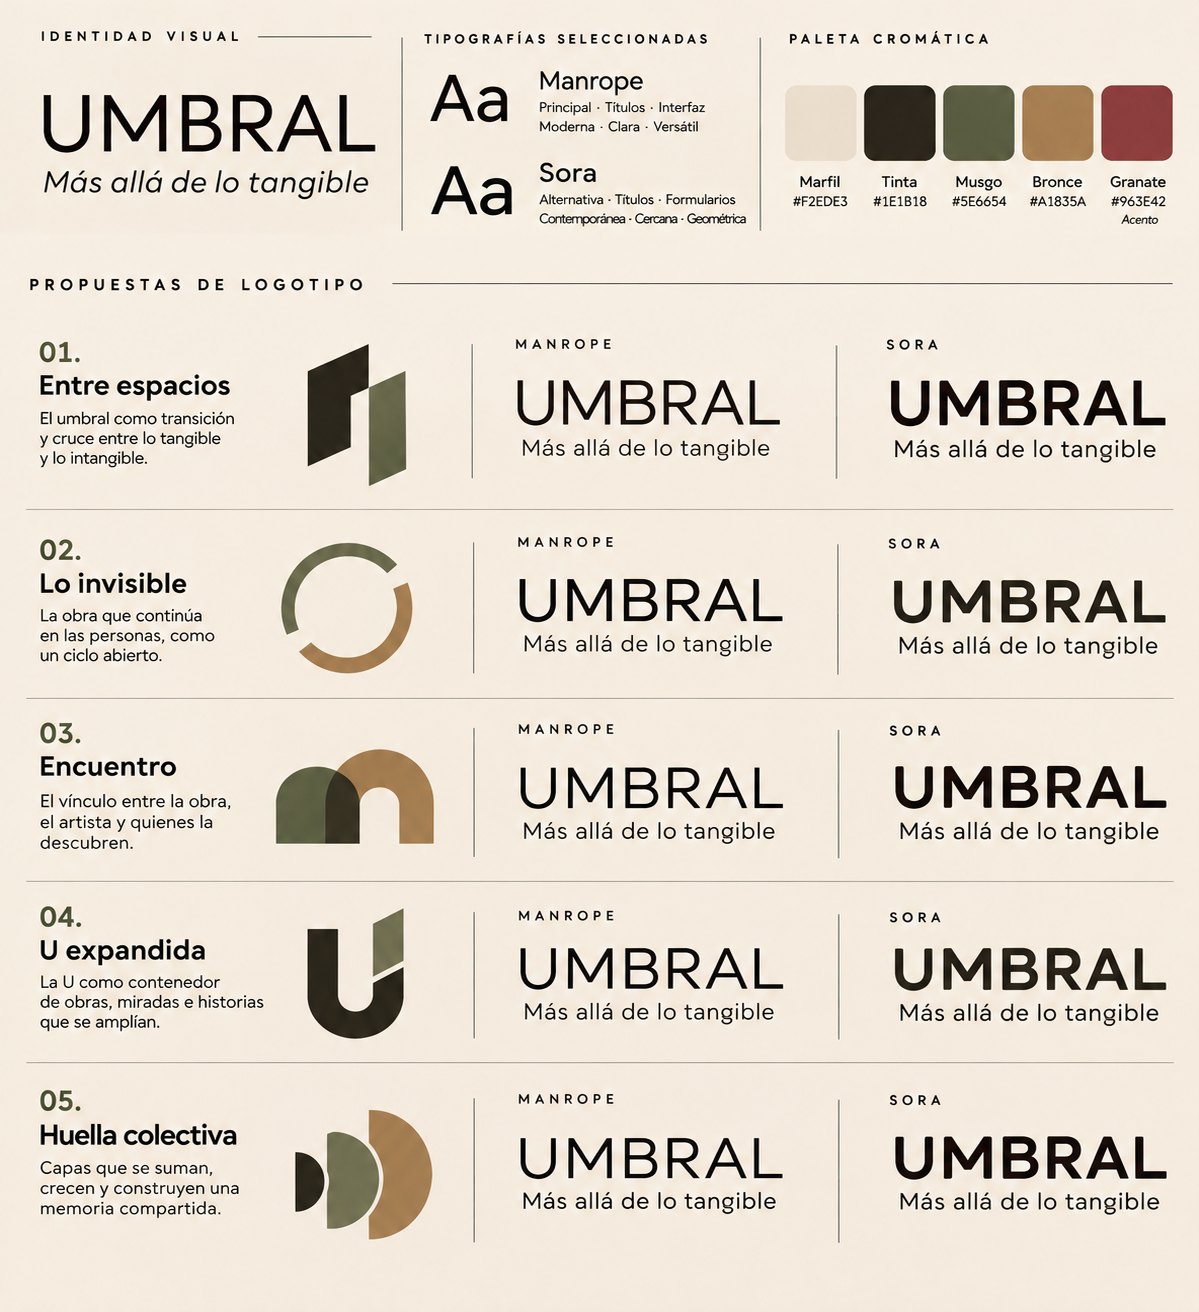 IDENTIDAD VISUAL
UMBRAL
Más allá de lo tangible
TIPOGRAFÍAS SELECCIONADAS
Aa
Manrope
Principal · Títulos · Interfaz
Moderna · Clara · Versátil
Aa
Sora
Alternativa · Títulos · Formularios
Contemporánea · Cercana · Geométrica
PALETA CROMÁTICA
Marfil
#F2EDE3
Tinta
#1E1B18
Musgo
#5E6654
Bronce
#A1835A
Granate
#963E42
Acento
PROPUESTAS DE LOGOTIPO
01.
Entre espacios
El umbral como transición
y cruce entre lo tangible
y lo intangible.
MANROPE
UMBRAL
Más allá de lo tangible
SORA
UMBRAL
Más allá de lo tangible
02.
Lo invisible
La obra que continúa
en las personas, como
un ciclo abierto.
MANROPE
UMBRAL
Más allá de lo tangible
SORA
UMBRAL
Más allá de lo tangible
03.
Encuentro
El vínculo entre la obra,
el artista y quienes la
descubren.
MANROPE
UMBRAL
Más allá de lo tangible
SORA
UMBRAL
Más allá de lo tangible
04.
U expandida
La U como contenedor
de obras, miradas e historias
que se amplían.
MANROPE
UMBRAL
Más allá de lo tangible
SORA
UMBRAL
Más allá de lo tangible
05.
Huella colectiva
Capas que se suman,
crecen y construyen una
memoria compartida.
MANROPE
UMBRAL
Más allá de lo tangible
SORA
UMBRAL
Más allá de lo tangible